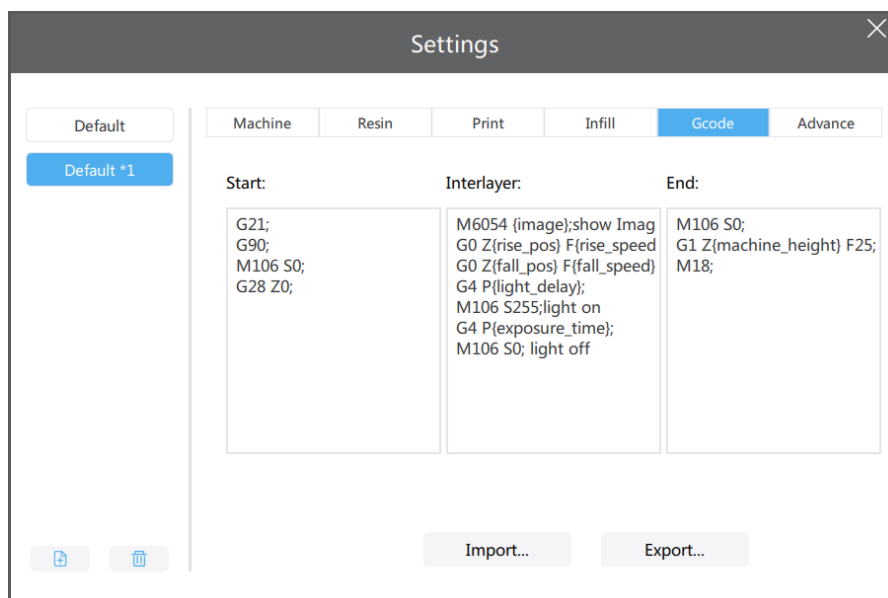 Settings
Default
Default *1
Machine
Resin
Print
Infill
Gcode
Advance
Start:
G21;
G90;
M106 S0;
G28 Z0;
Interlayer:
M6054 {image};show Imag
G0 Z{rise_pos} F{rise_speed
G0 Z{fall_pos} F{fall_speed}
G4 P{light_delay};
M106 S255;light on
G4 P{exposure_time};
M106 S0; light off
End:
M106 S0;
G1 Z{machine_height} F25;
M18;
Import...
Export...